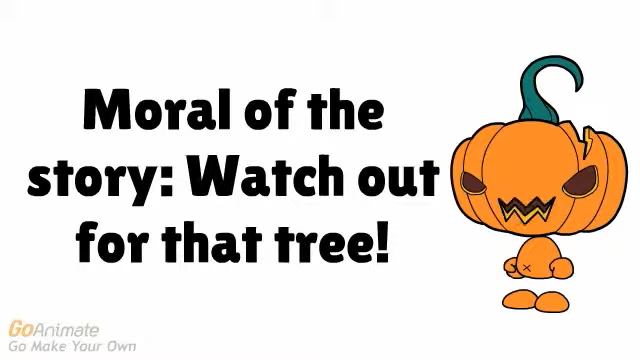 Moral of the
story: Watch out
for that tree!
GoAnimate
Go Make Your Own